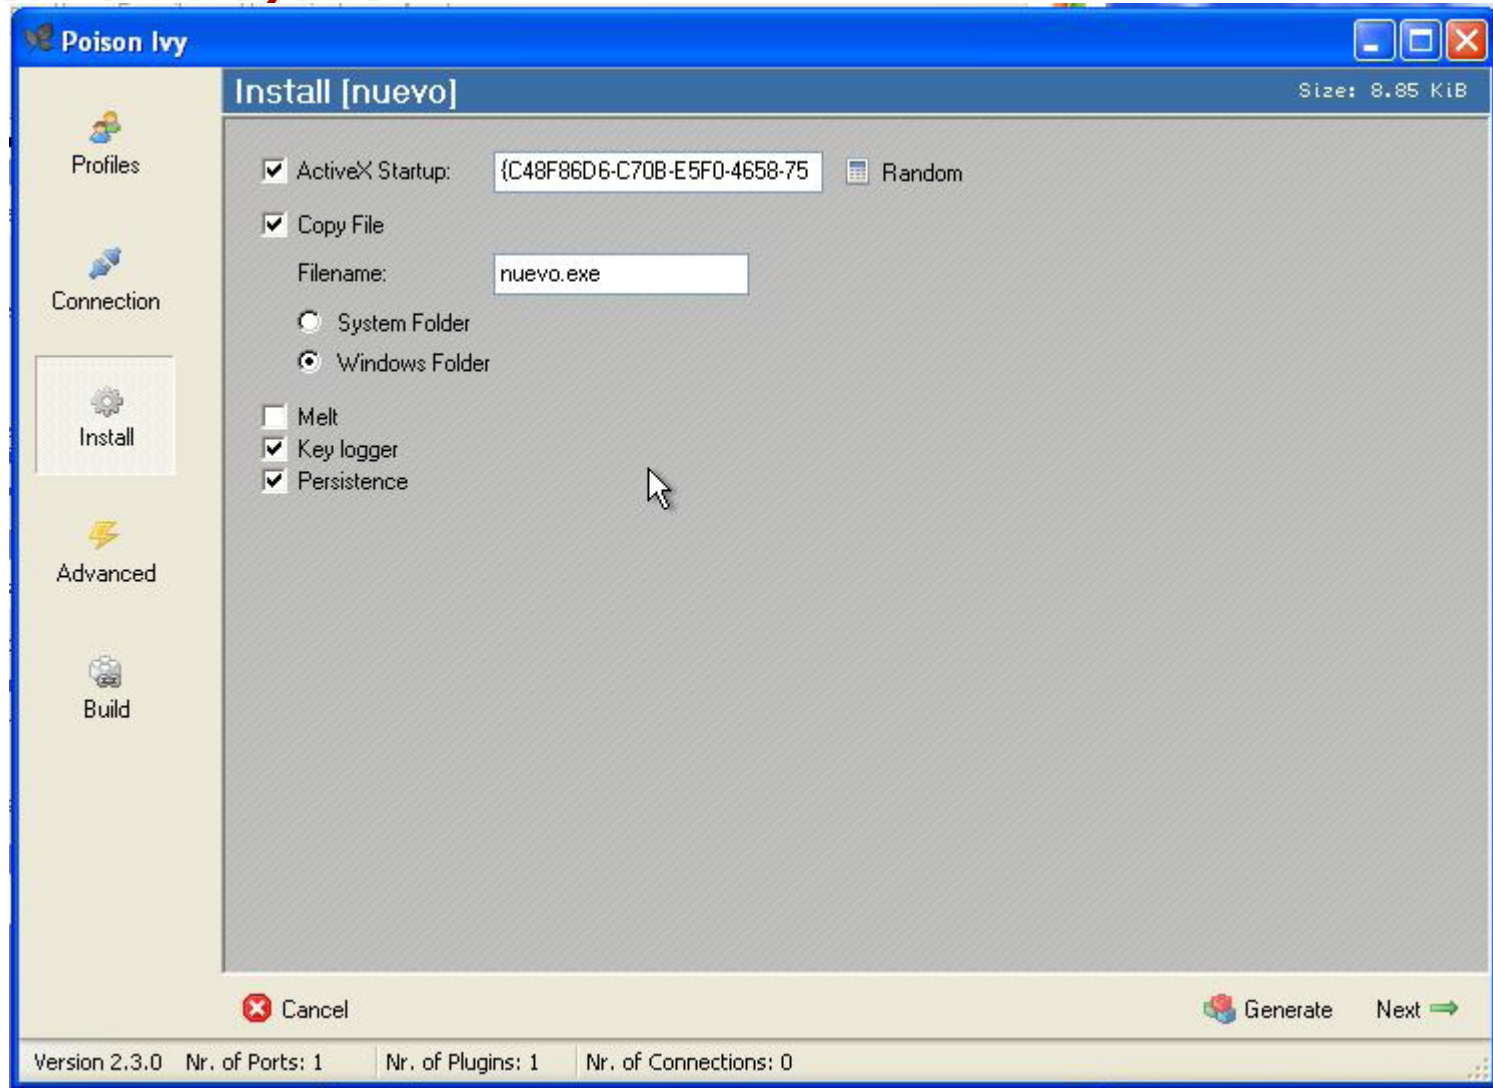 Poison Ivy
Install [nuevo]
Size: 8.85 KiB
Profiles
ActiveX Startup:
{C48F86D6-C70B-E5F0-4658-75
Random
Copy File
Filename:
nuevo.exe
Connection
System Folder
Windows Folder
Install
Melt
Key logger
Persistence
Advanced
Build
Cancel
Generate
Next
Version 2.3.0 Nr. of Ports: 1 Nr. of Plugins: 1 Nr. of Connections: 0